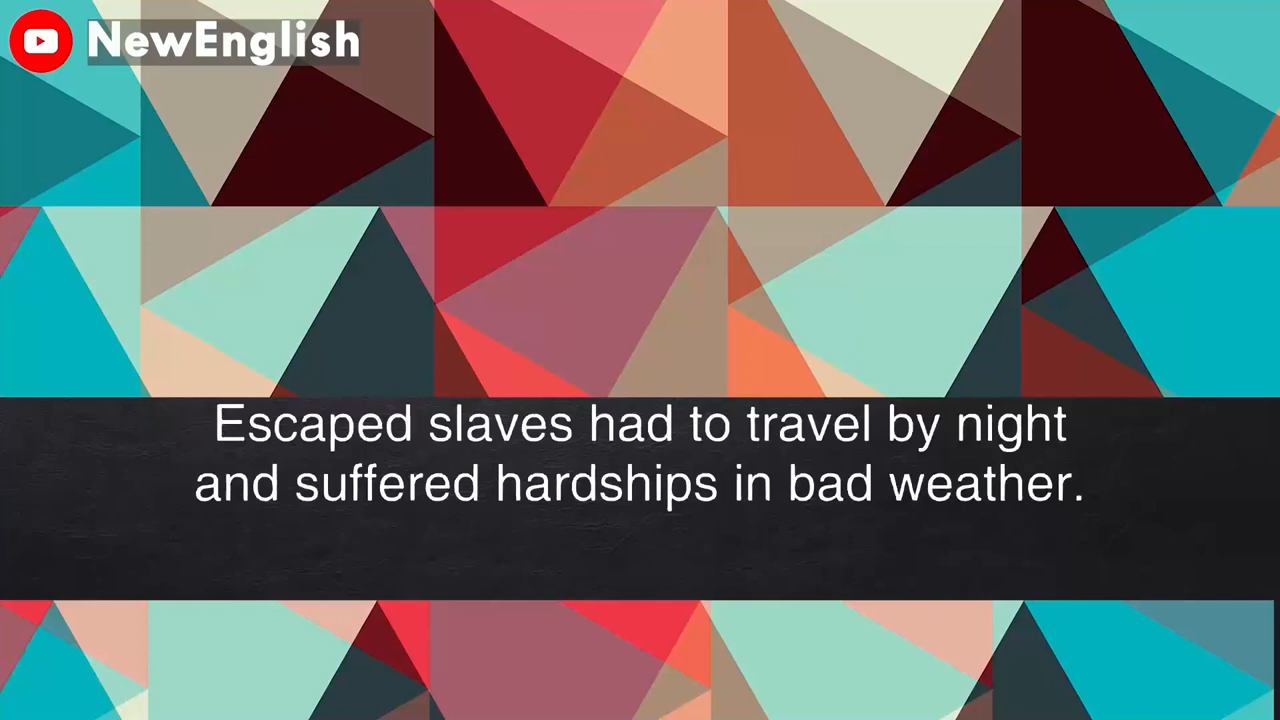 NewEnglish
Escaped slaves had to travel by night
and suffered hardships in bad weather.